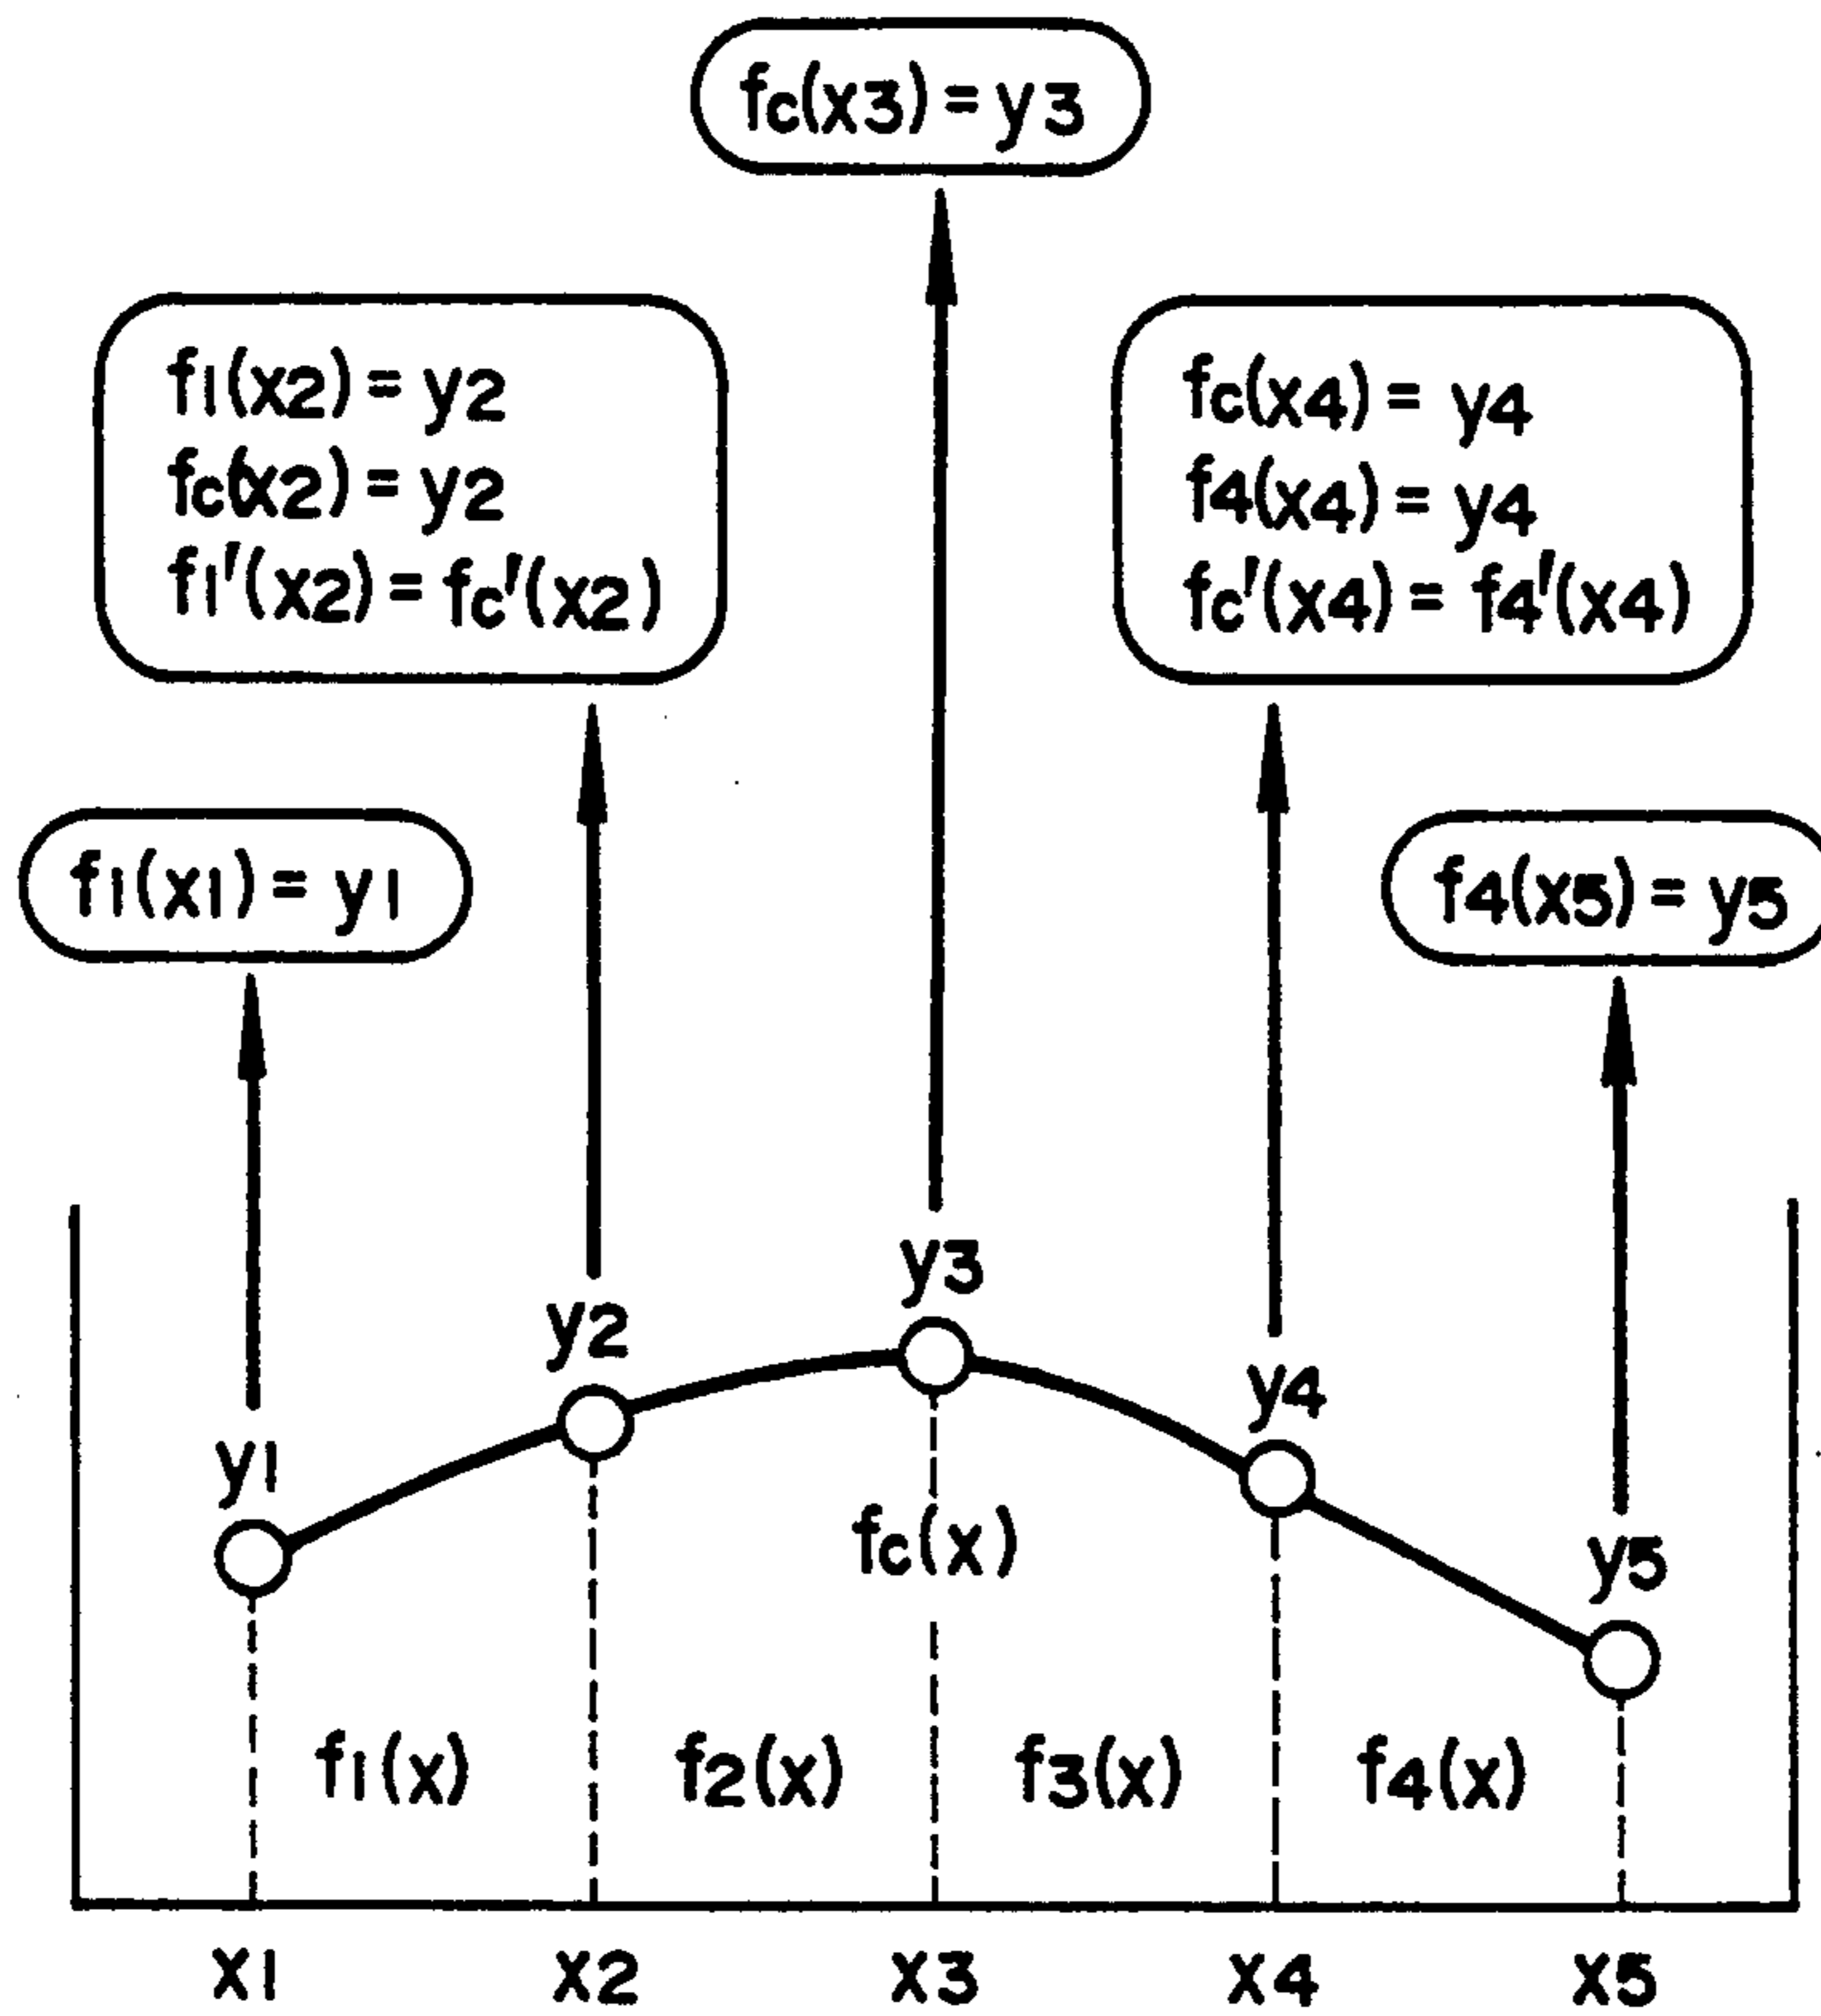 fc(x3) = y3
f1(x2) = y2
fc(x2) = y2
f1'(x2) = fc'(x2)
fc(x4) = y4
f4(x4) = y4
fc'(x4) = f4'(x4)
f1(x1) = y1
f4(x5) = y5
y3
y2
y4
y1
fc(x)
y5
f1(x)
f2(x)
f3(x)
f4(x)
x1
x2
x3
x4
x5